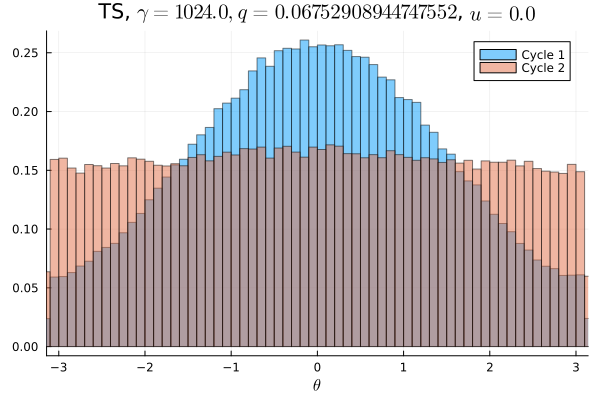 TS, γ = 1024.0, q = 0.06752908944747552, u = 0.0
Cycle 1
Cycle 2
0.25
0.20
0.15
0.10
0.05
0.00
−3 −2 −1 0 1 2 3
θ